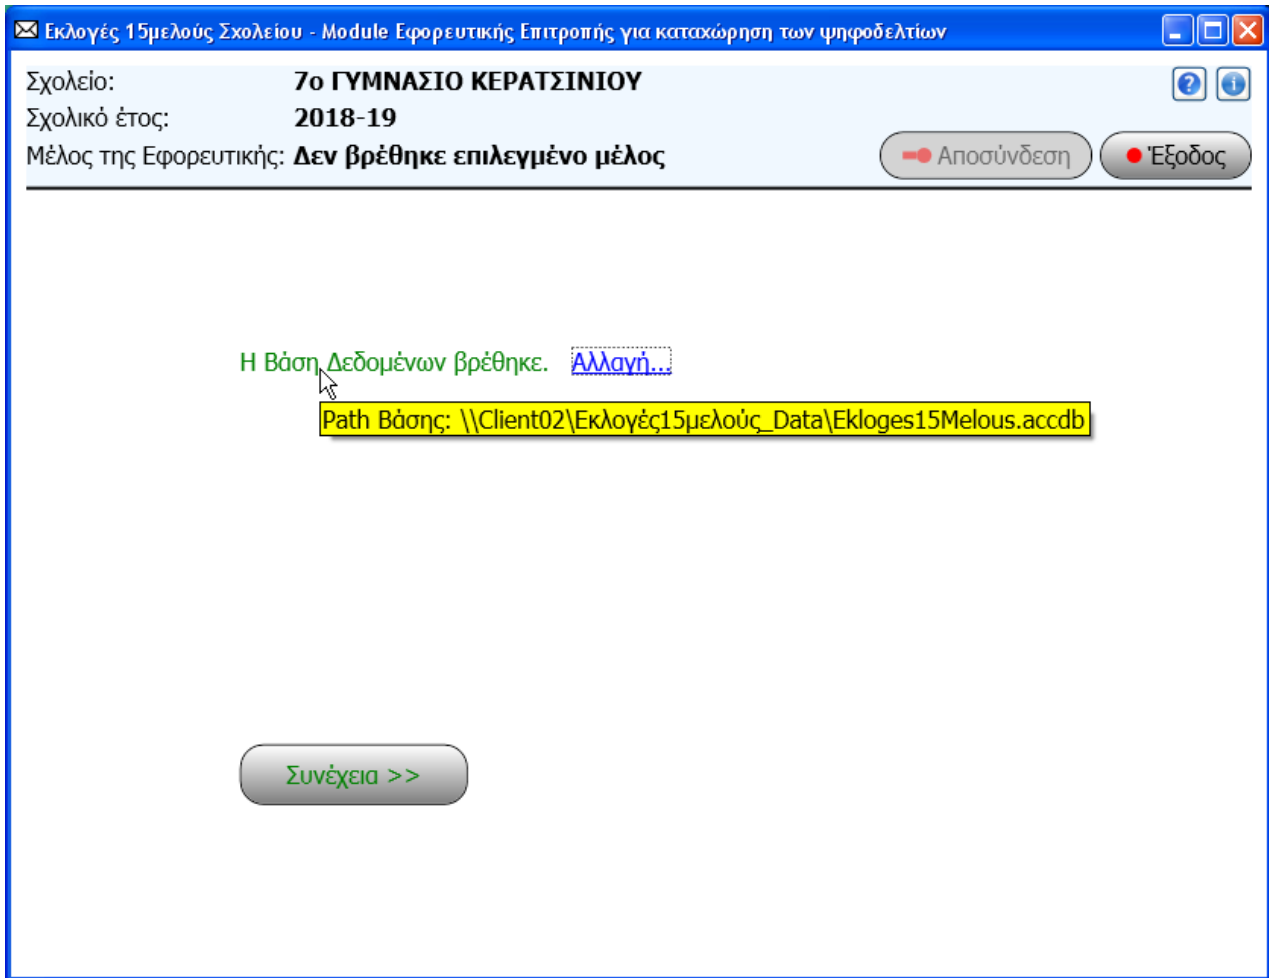 Εκλογές 15μελούς Σχολείου - Module Εφορευτικής Επιτροπής για καταχώρηση των ψηφοδελτίων
Σχολείο: 7ο ΓΥΜΝΑΣΙΟ ΚΕΡΑΤΣΙΝΙΟΥ
Σχολικό έτος: 2018-19
Μέλος της Εφορευτικής: Δεν βρέθηκε επιλεγμένο μέλος
Αποσύνδεση
Έξοδος
Η Βάση Δεδομένων βρέθηκε. Αλλαγή...
Path Βάσης: \\Client02\Εκλογές15μελούς_Data\Ekloges15Melous.accdb
Συνέχεια >>